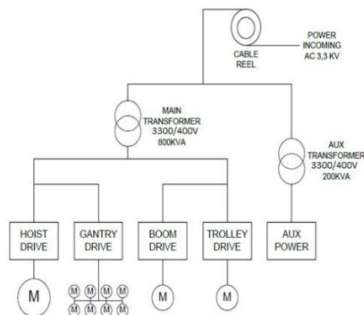 CABLE
REEL
POWER
INCOMING
AC 3,3 KV
MAIN
TRANSFORMER
3300/400V
800KVA
AUX
TRANSFORMER
3300/400V
200KVA
HOIST
DRIVE
GANTRY
DRIVE
BOOM
DRIVE
TROLLEY
DRIVE
AUX
POWER
M
M M M M
M M M M
M
M